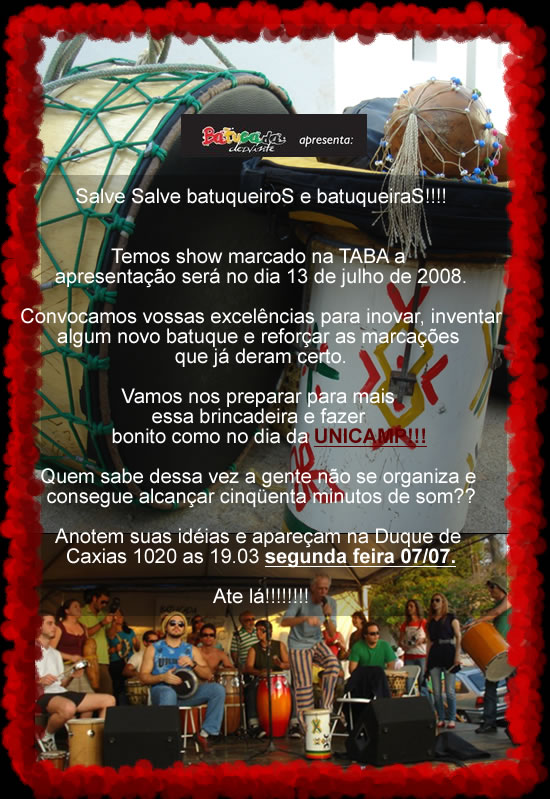 Batucada
apresenta:
Salve Salve batuqueiroS e batuqueiraS!!!!
Temos show marcado na TABA a
apresentação será no dia 13 de julho de 2008.
Convocamos vossas excelências para inovar, inventar
algum novo batuque e reforçar as marcações
que já deram certo.
Vamos nos preparar para mais
essa brincadeira e fazer
bonito como no dia da UNICAMP!!!
Quem sabe dessa vez a gente não se organiza e
consegue alcançar cinqüenta minutos de som??
Anotem suas idéias e apareçam na Duque de
Caxias 1020 as 19.03 segunda feira 07/07.
Ate lá!!!!!!!!